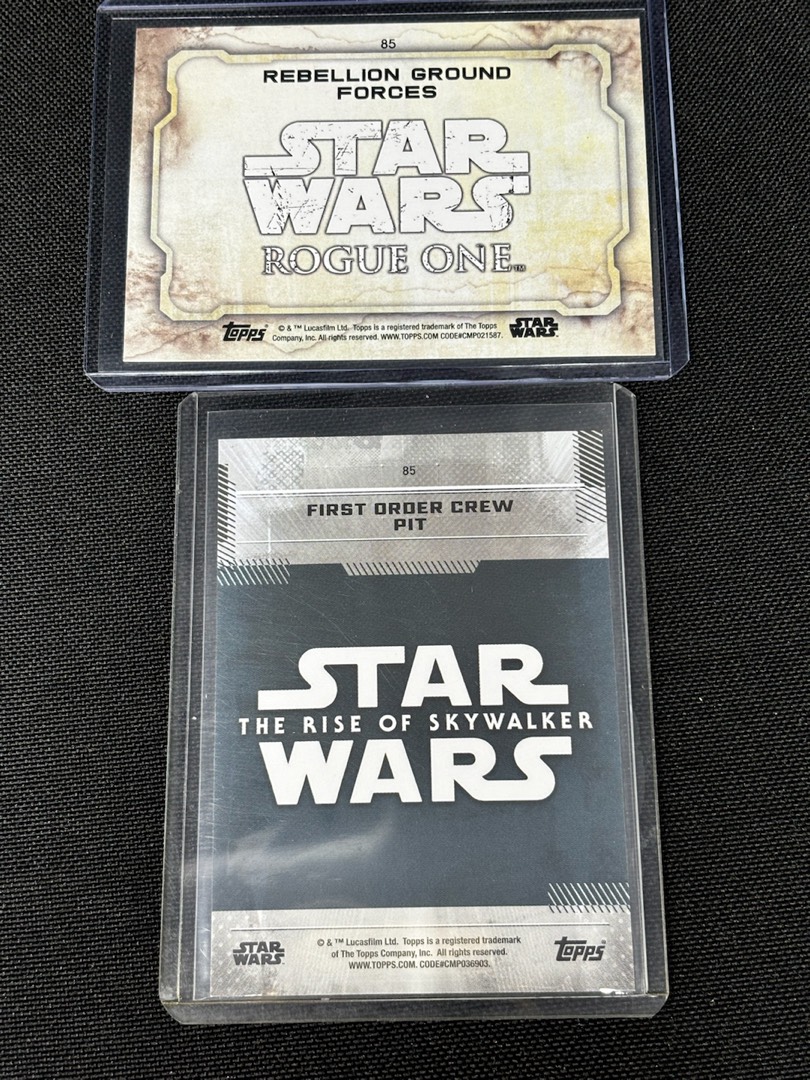 85
REBELLION GROUND
FORCES
STAR
WARS
ROGUE ONE™
Topps
© & ™ Lucasfilm Ltd. Topps is a registered trademark of The Topps
Company, Inc. All rights reserved. WWW.TOPPS.COM CODE#CMP021587.
STAR
WARS
85
FIRST ORDER CREW
PIT
STAR
THE RISE OF SKYWALKER
WARS
STAR
WARS
© & ™ Lucasfilm Ltd. Topps is a registered trademark
of The Topps Company, Inc. All rights reserved.
WWW.TOPPS.COM. CODE#CMP036903.
Topps